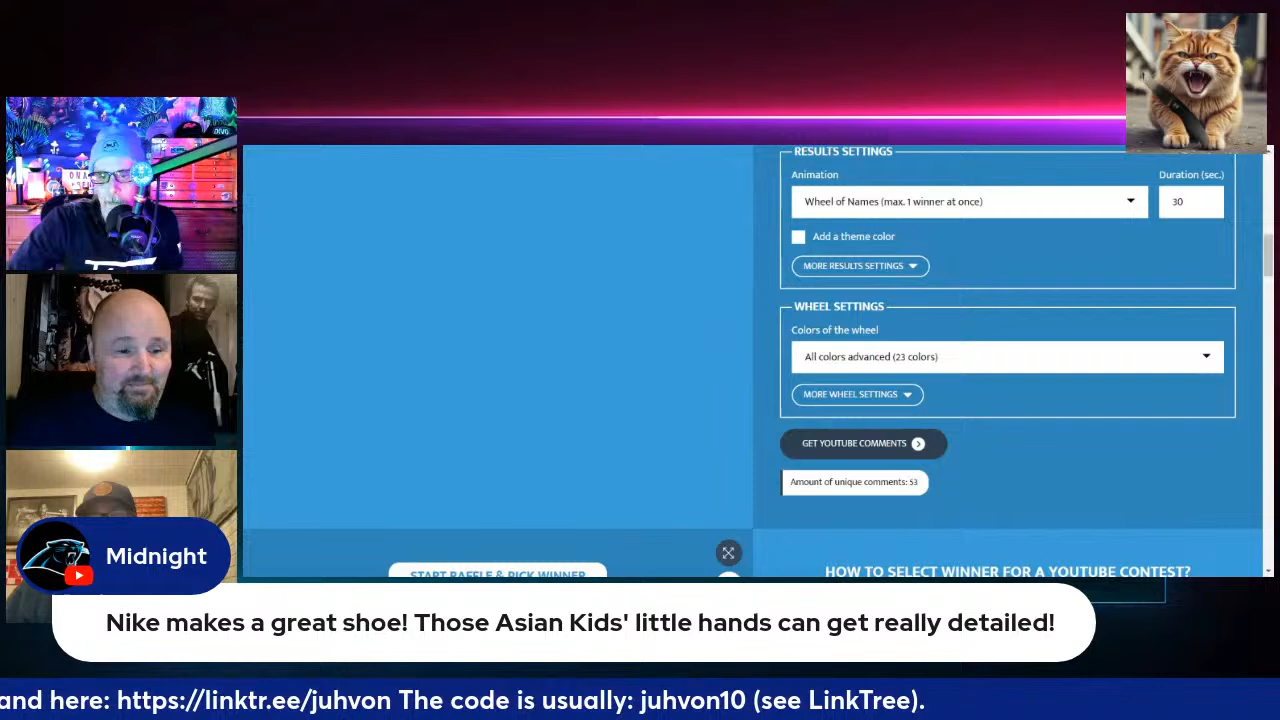 RESULTS SETTINGS
Animation
Duration (sec.)
Wheel of Names (max. 1 winner at once)
30
Add a theme color
MORE RESULTS SETTINGS
WHEEL SETTINGS
Colors of the wheel
All colors advanced (23 colors)
MORE WHEEL SETTINGS
GET YOUTUBE COMMENTS
Amount of unique comments: 53
START RAFFLE & PICK WINNER
HOW TO SELECT WINNER FOR A YOUTUBE CONTEST?
Midnight
Nike makes a great shoe! Those Asian Kids' little hands can get really detailed!
and here: https://linktr.ee/juhvon The code is usually: juhvon10 (see LinkTree).